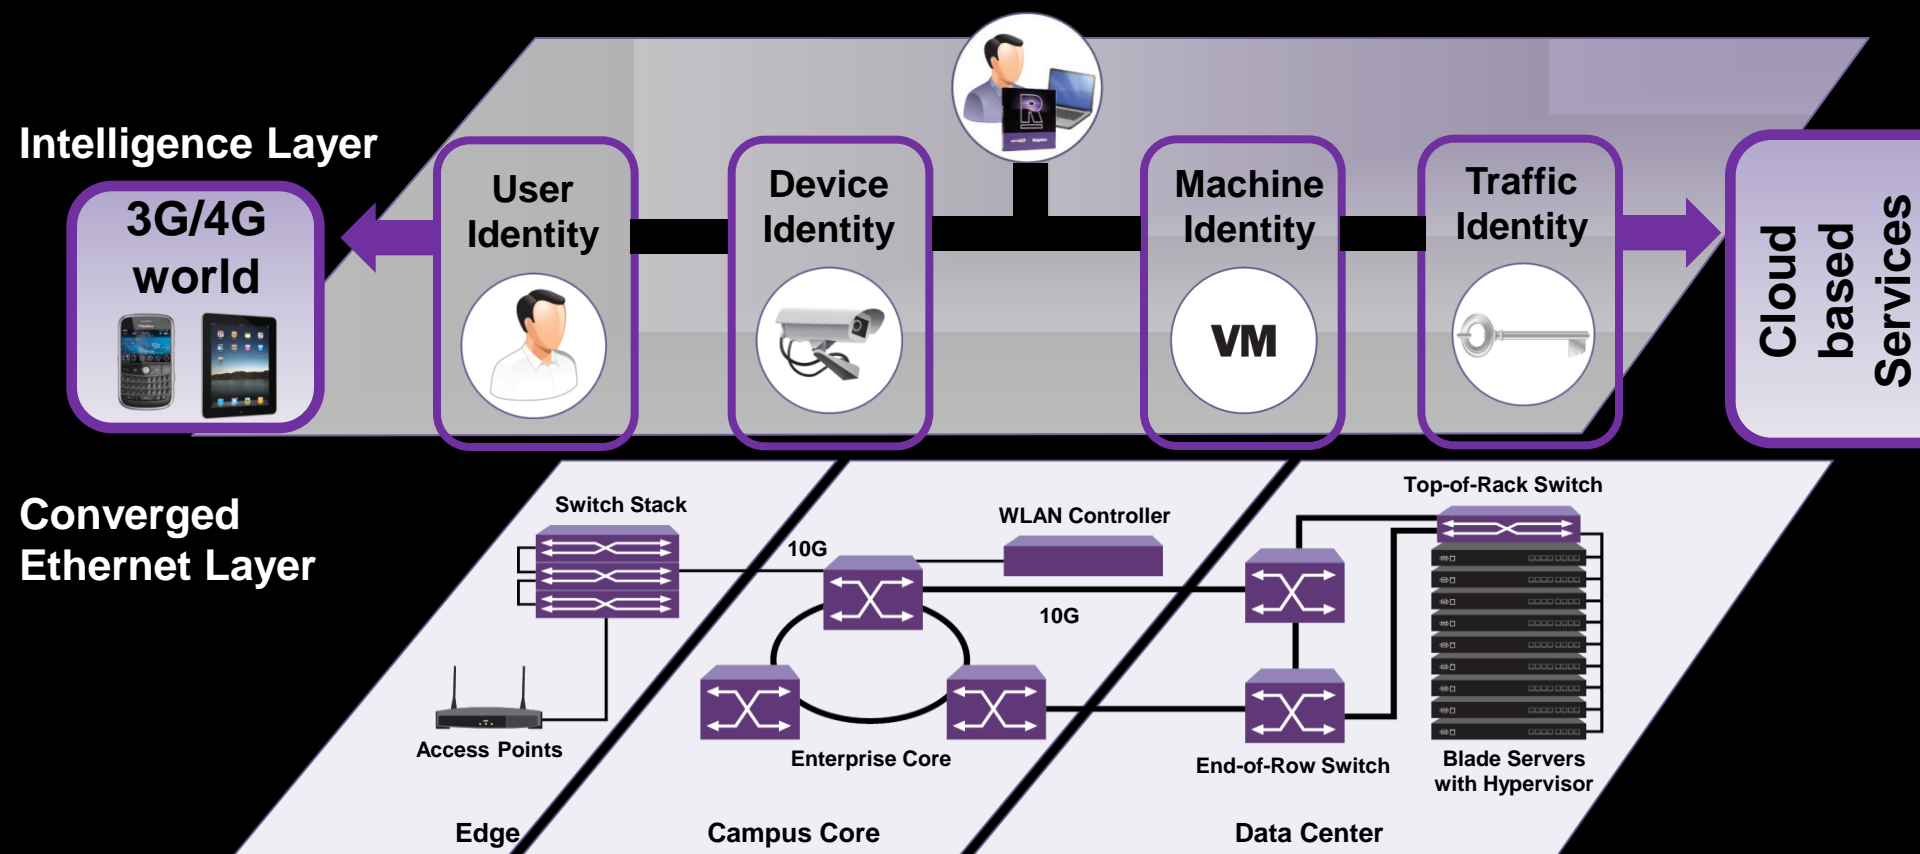 Intelligence Layer
3G/4G
world
User
Identity
Device
Identity
R
Machine
Identity
VM
Traffic
Identity
Cloud
based
Services
Converged
Ethernet Layer
Switch Stack
10G
WLAN Controller
10G
Top-of-Rack Switch
Access Points
Enterprise Core
End-of-Row Switch
Blade Servers
with Hypervisor
Edge
Campus Core
Data Center